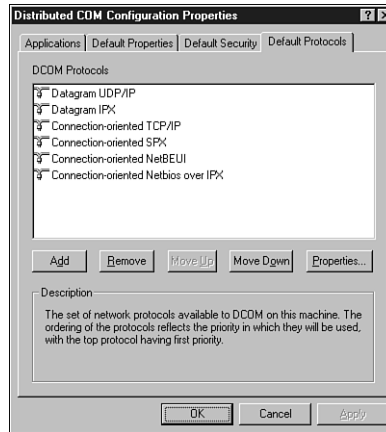 Distributed COM Configuration Properties
Applications Default Properties Default Security Default Protocols
DCOM Protocols
Datagram UDP/IP
Datagram IPX
Connection-oriented TCP/IP
Connection-oriented SPX
Connection-oriented NetBEUI
Connection-oriented Netbios over IPX
Add Remove Move Up Move Down Properties...
Description
The set of network protocols available to DCOM on this machine. The
ordering of the protocols reflects the priority in which they will be used,
with the top protocol having first priority.
OK Cancel Apply